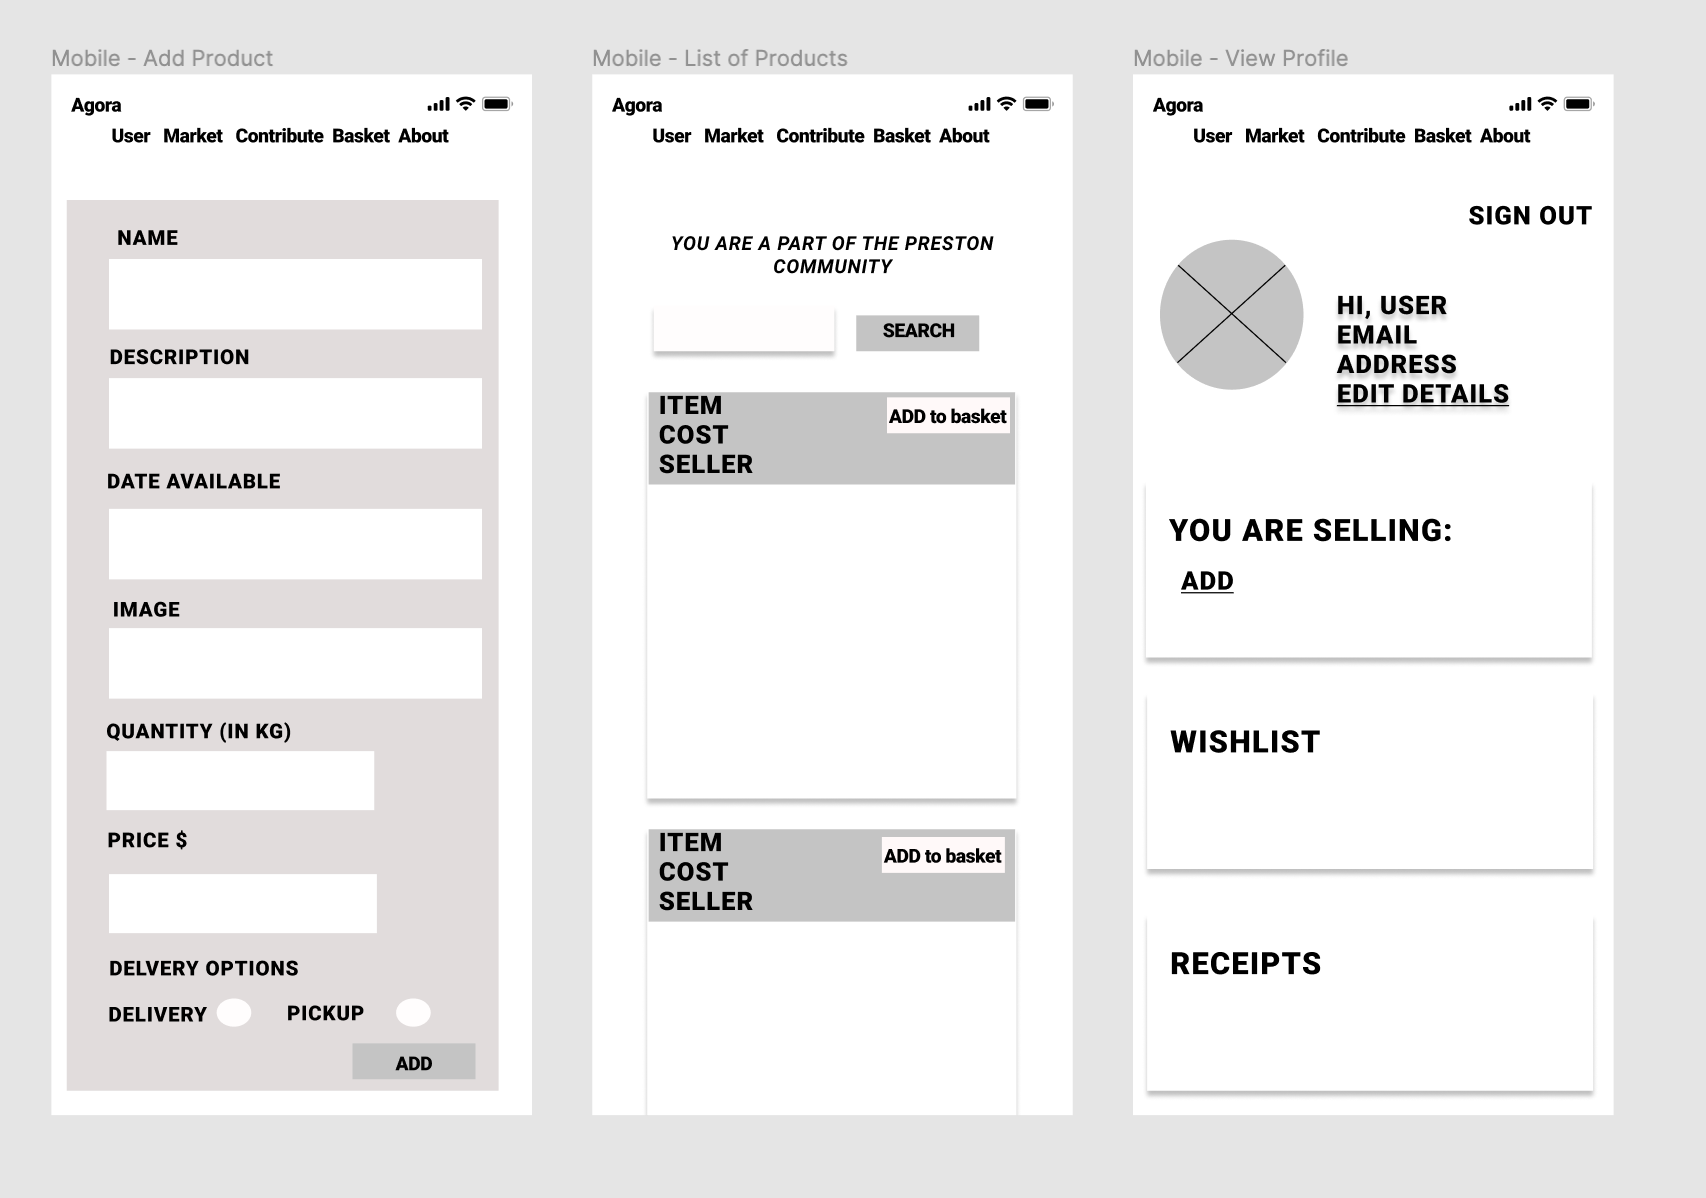 Mobile - Add Product
Agora
User Market Contribute Basket About
NAME
DESCRIPTION
DATE AVAILABLE
IMAGE
QUANTITY (IN KG)
PRICE $
DELVERY OPTIONS
DELIVERY PICKUP
ADD
Mobile - List of Products
Agora
User Market Contribute Basket About
YOU ARE A PART OF THE PRESTON
COMMUNITY
SEARCH
ITEM
ADD to basket
COST
SELLER
ITEM
ADD to basket
COST
SELLER
Mobile - View Profile
Agora
User Market Contribute Basket About
SIGN OUT
HI, USER
EMAIL
ADDRESS
EDIT DETAILS
YOU ARE SELLING:
ADD
WISHLIST
RECEIPTS